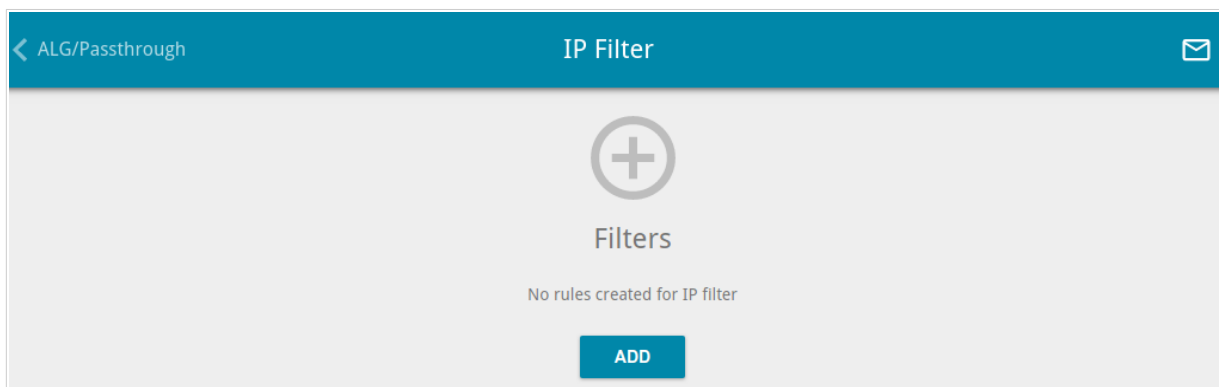 ALG/Passthrough
IP Filter
Filters
No rules created for IP filter
ADD